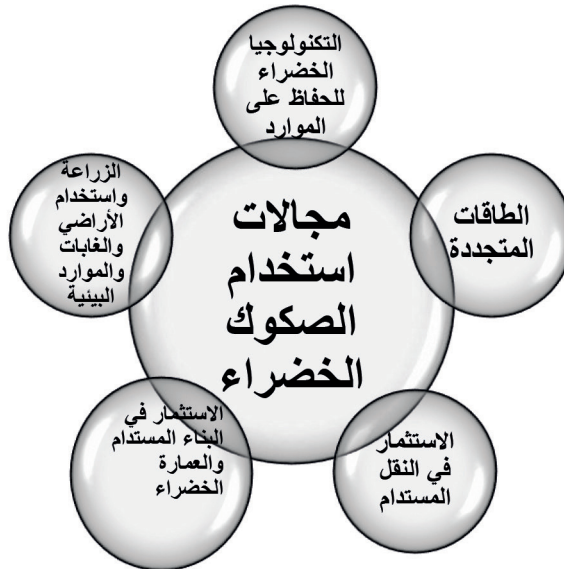 التكنولوجيا
الخضراء
للحفاظ على
الموارد
الطاقات
المتجددة
الاستثمار
في النقل
المستدام
الاستثمار في
البناء المستدام
والعمارة
الخضراء
الزراعة
واستخدام
الأراضي
والغابات
والموارد
البيئية
مجالات
استخدام
الصكوك
الخضراء